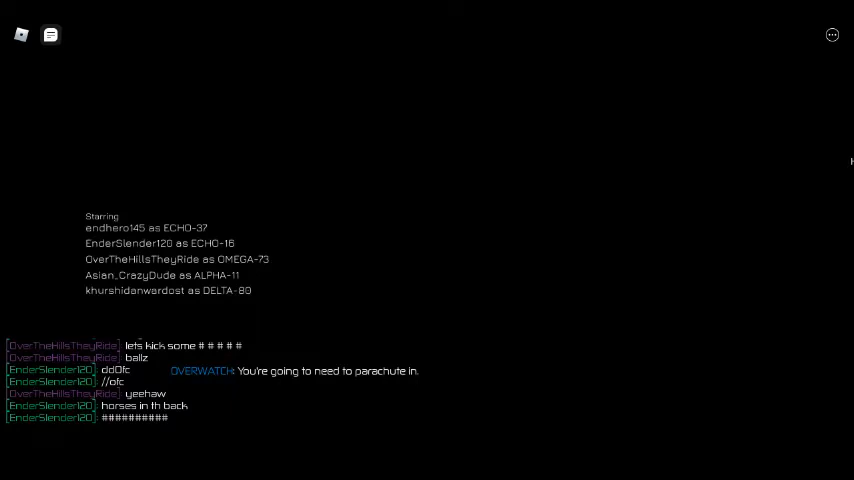 Starring
endhero145 as ECHO-37
EnderSlender120 as ECHO-16
OverTheHillsTheyRide as OMEGA-73
Asian_CrazyDude as ALPHA-11
khurshidanwardost as DELTA-80
[OverTheHillsTheyRide]: lets kick some # # # # #
[OverTheHillsTheyRide]: ballz
[EnderSlender120]: dd0fc
OVERWATCH: You're going to need to parachute in.
[EnderSlender120]: //ofc
[OverTheHillsTheyRide]: yeehaw
[EnderSlender120]: horses in th back
[EnderSlender120]: ##########